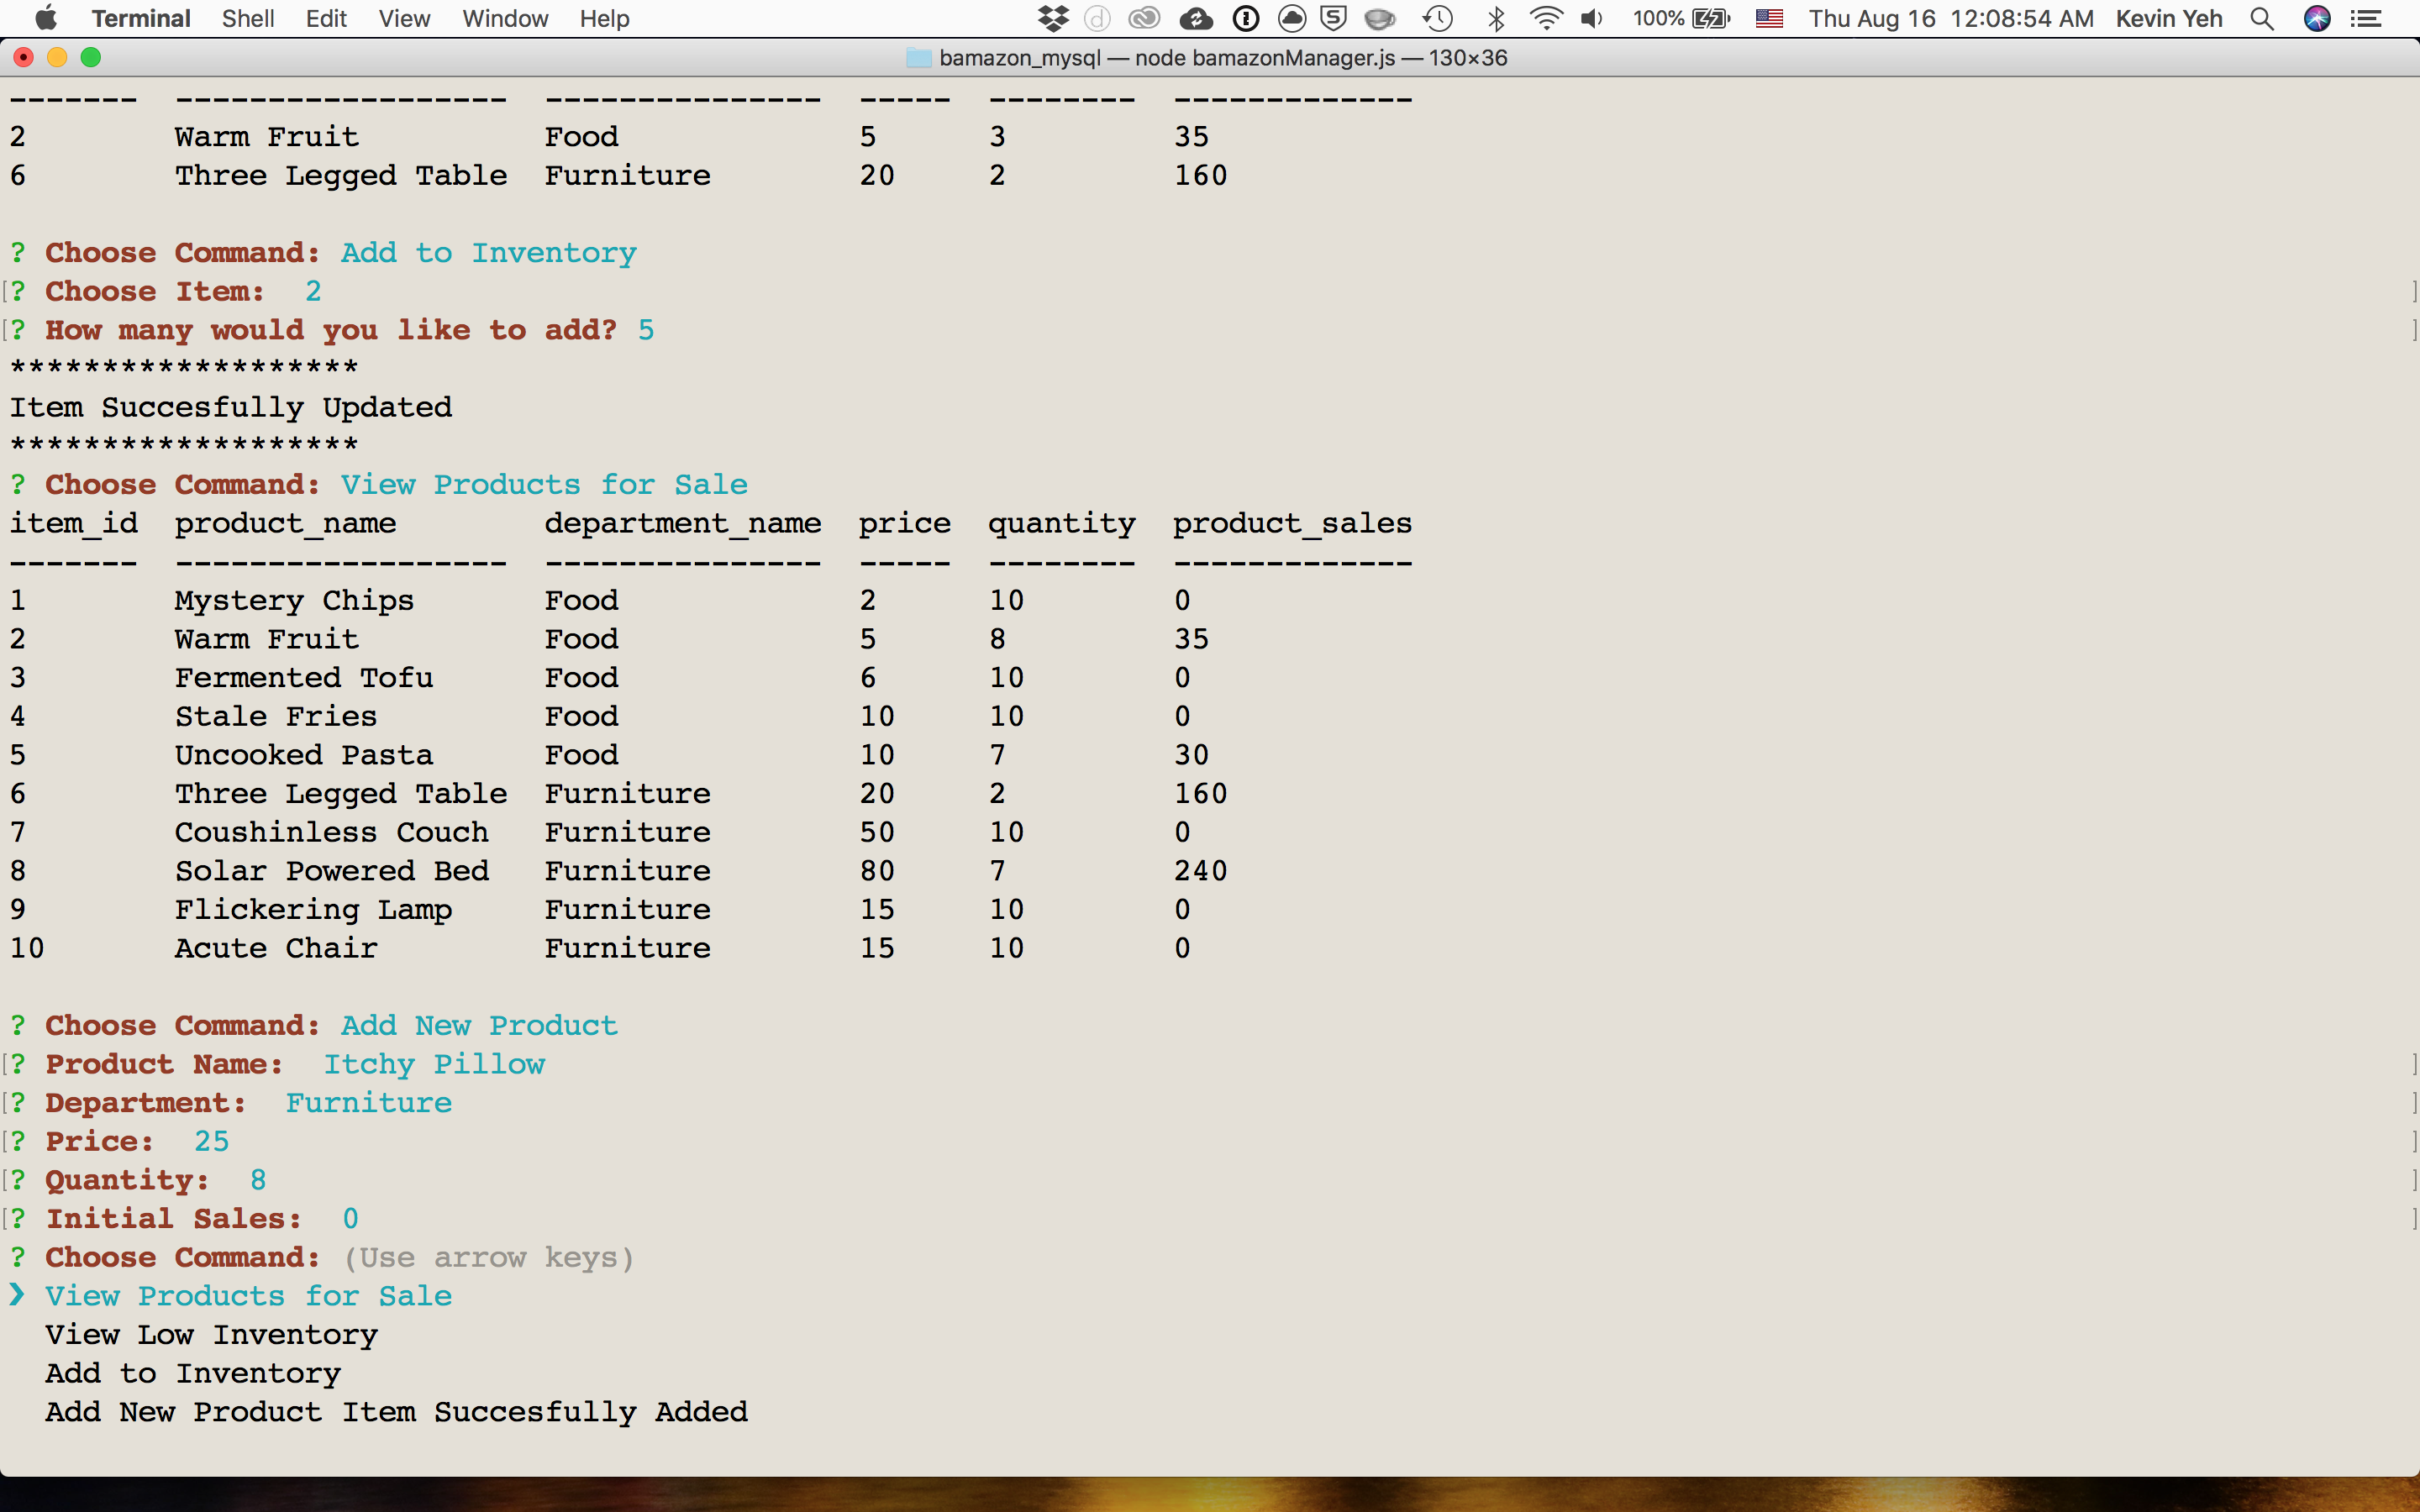 Terminal Shell Edit View Window Help 100% Thu Aug 16 12:08:54 AM Kevin Yeh
bamazon_mysql — node bamazonManager.js — 130×36
------- ------------------ --------------- ----- -------- -------------
2 Warm Fruit Food 5 3 35
6 Three Legged Table Furniture 20 2 160
? Choose Command: Add to Inventory
[? Choose Item: 2 ]
[? How many would you like to add? 5 ]
*******************
Item Succesfully Updated
*******************
? Choose Command: View Products for Sale
item_id product_name department_name price quantity product_sales
------- ------------------ --------------- ----- -------- -------------
1 Mystery Chips Food 2 10 0
2 Warm Fruit Food 5 8 35
3 Fermented Tofu Food 6 10 0
4 Stale Fries Food 10 10 0
5 Uncooked Pasta Food 10 7 30
6 Three Legged Table Furniture 20 2 160
7 Coushinless Couch Furniture 50 10 0
8 Solar Powered Bed Furniture 80 7 240
9 Flickering Lamp Furniture 15 10 0
10 Acute Chair Furniture 15 10 0
? Choose Command: Add New Product
[? Product Name: Itchy Pillow ]
[? Department: Furniture ]
[? Price: 25 ]
[? Quantity: 8 ]
[? Initial Sales: 0 ]
? Choose Command: (Use arrow keys)
❯ View Products for Sale
View Low Inventory
Add to Inventory
Add New Product Item Succesfully Added